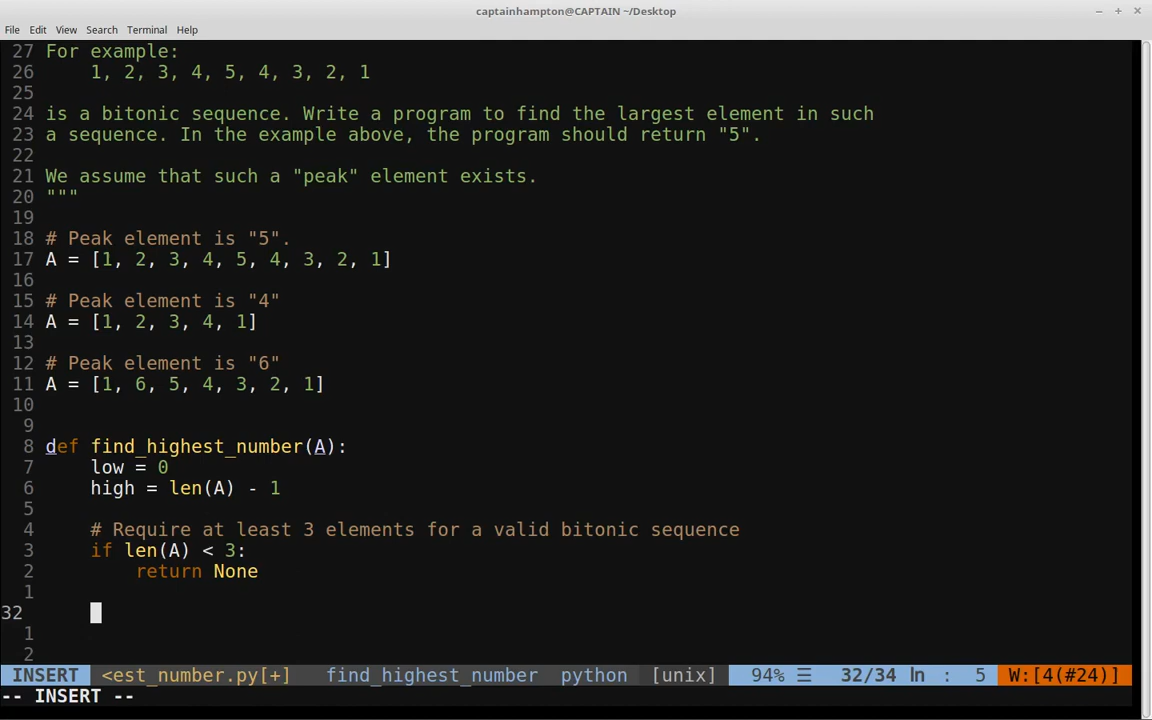 captainhampton@CAPTAIN ~/Desktop
File Edit View Search Terminal Help
27 For example:
26     1, 2, 3, 4, 5, 4, 3, 2, 1
25
24 is a bitonic sequence. Write a program to find the largest element in such
23 a sequence. In the example above, the program should return "5".
22
21 We assume that such a "peak" element exists.
20 """
19
18 # Peak element is "5".
17 A = [1, 2, 3, 4, 5, 4, 3, 2, 1]
16
15 # Peak element is "4"
14 A = [1, 2, 3, 4, 1]
13
12 # Peak element is "6"
11 A = [1, 6, 5, 4, 3, 2, 1]
10
9
8 def find_highest_number(A):
7     low = 0
6     high = len(A) - 1
5
4     # Require at least 3 elements for a valid bitonic sequence
3     if len(A) < 3:
2         return None
1
32
1
2
INSERT <est_number.py[+] find_highest_number python [unix] 94% ☰ 32/34 ln : 5 W:[4(#24)]
-- INSERT --